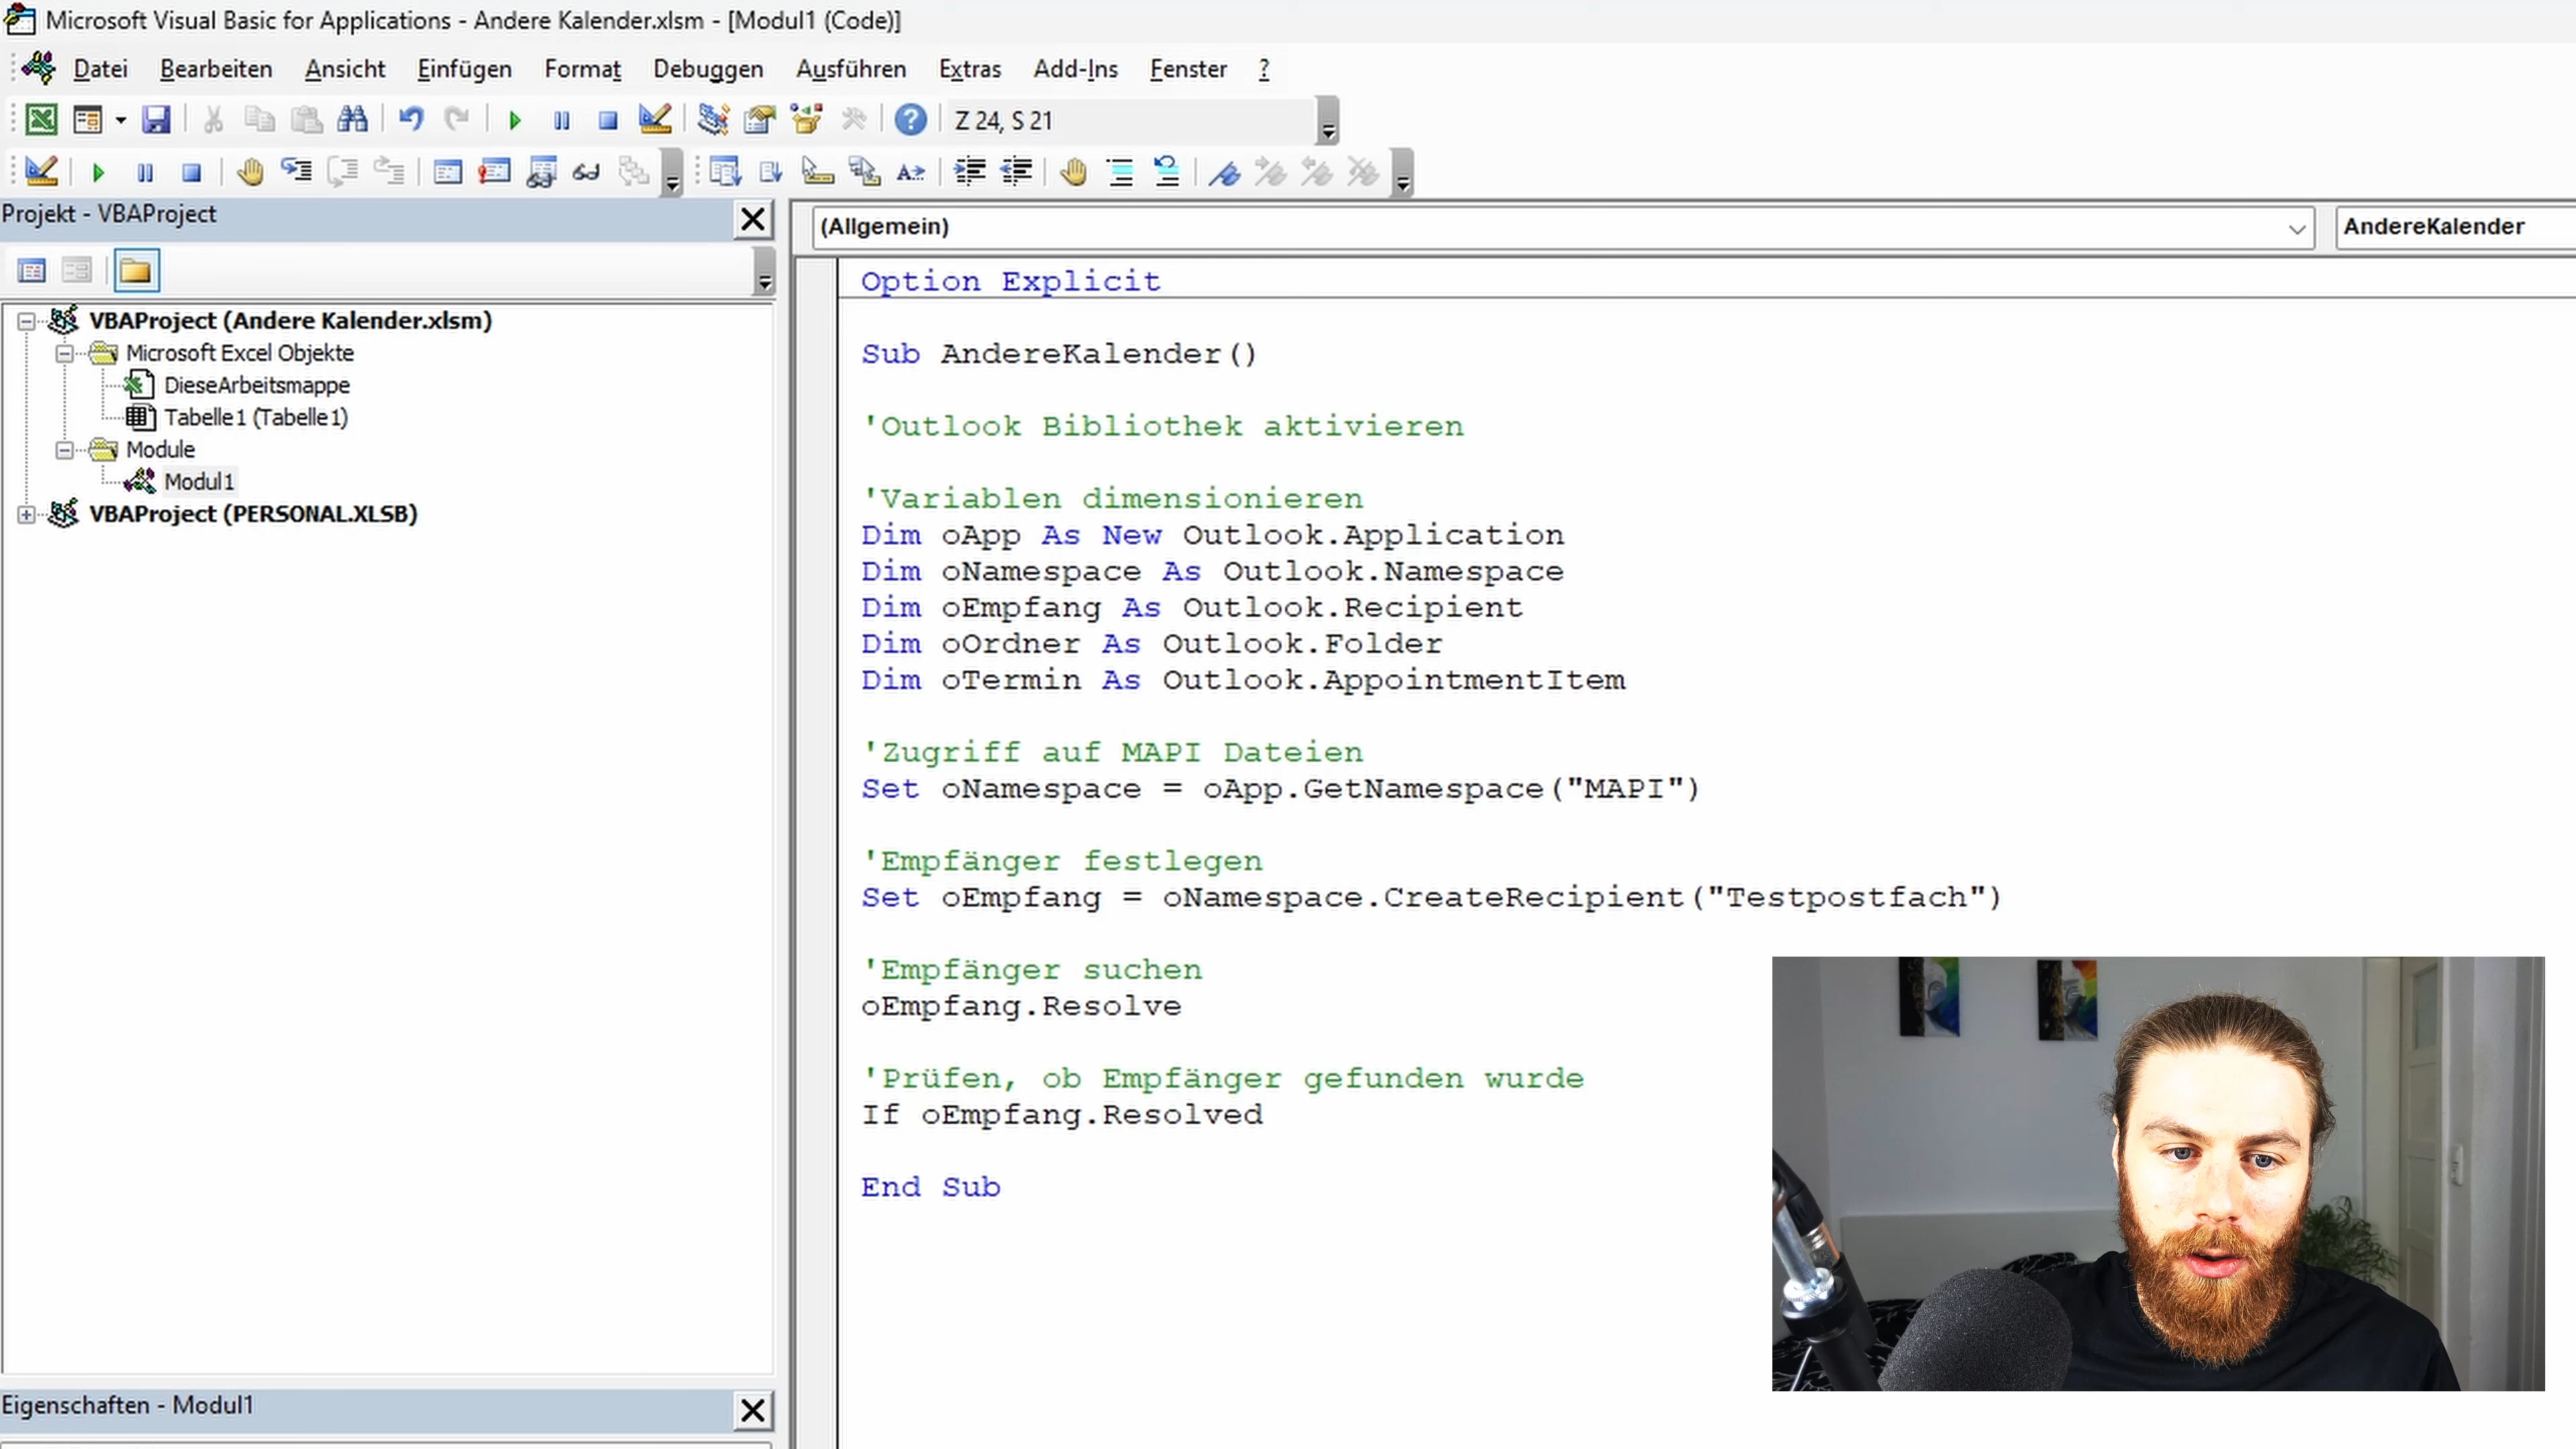 Microsoft Visual Basic for Applications - Andere Kalender.xlsm - [Modul1 (Code)]
Datei Bearbeiten Ansicht Einfügen Format Debuggen Ausführen Extras Add-Ins Fenster ?
Z 24, S 21
Projekt - VBAProject
VBAProject (Andere Kalender.xlsm)
Microsoft Excel Objekte
DieseArbeitsmappe
Tabelle1 (Tabelle1)
Module
Modul1
VBAProject (PERSONAL.XLSB)
Eigenschaften - Modul1
(Allgemein)
AndereKalender
Option Explicit
Sub AndereKalender()
'Outlook Bibliothek aktivieren
'Variablen dimensionieren
Dim oApp As New Outlook.Application
Dim oNamespace As Outlook.Namespace
Dim oEmpfang As Outlook.Recipient
Dim oOrdner As Outlook.Folder
Dim oTermin As Outlook.AppointmentItem
'Zugriff auf MAPI Dateien
Set oNamespace = oApp.GetNamespace("MAPI")
'Empfänger festlegen
Set oEmpfang = oNamespace.CreateRecipient("Testpostfach")
'Empfänger suchen
oEmpfang.Resolve
'Prüfen, ob Empfänger gefunden wurde
If oEmpfang.Resolved
End Sub